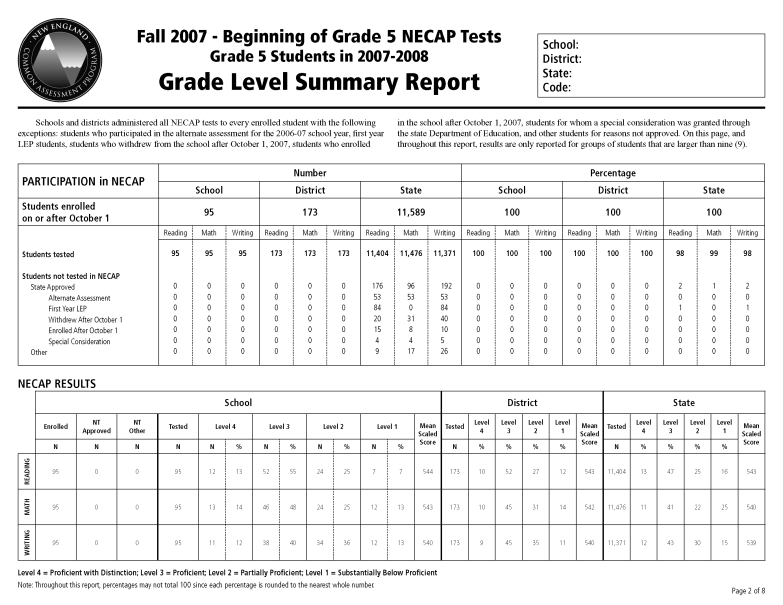 NEW ENGLAND
COMMON ASSESSMENT PROGRAM
Fall 2007 - Beginning of Grade 5 NECAP Tests
Grade 5 Students in 2007-2008
Grade Level Summary Report
School:
District:
State:
Code:
Schools and districts administered all NECAP tests to every enrolled student with the following
exceptions: students who participated in the alternate assessment for the 2006-07 school year, first year
LEP students, students who withdrew from the school after October 1, 2007, students who enrolled
in the school after October 1, 2007, students for whom a special consideration was granted through
the state Department of Education, and other students for reasons not approved. On this page, and
throughout this report, results are only reported for groups of students that are larger than nine (9).
PARTICIPATION in NECAP
Number Percentage
School District State School District State
Students enrolled
on or after October 1
95 173 11,589 100 100 100
Reading Math Writing Reading Math Writing Reading Math Writing Reading Math Writing Reading Math Writing Reading Math Writing
Students tested 95 95 95 173 173 173 11,404 11,476 11,371 100 100 100 100 100 100 98 99 98
Students not tested in NECAP
State Approved 0 0 0 0 0 0 176 96 192 0 0 0 0 0 0 2 1 2
Alternate Assessment 0 0 0 0 0 0 53 53 53 0 0 0 0 0 0 0 0 0
First Year LEP 0 0 0 0 0 0 84 0 84 0 0 0 0 0 0 1 0 1
Withdrew After October 1 0 0 0 0 0 0 20 31 40 0 0 0 0 0 0 0 0 0
Enrolled After October 1 0 0 0 0 0 0 15 8 10 0 0 0 0 0 0 0 0 0
Special Consideration 0 0 0 0 0 0 4 4 5 0 0 0 0 0 0 0 0 0
Other 0 0 0 0 0 0 9 17 26 0 0 0 0 0 0 0 0 0
NECAP RESULTS
School District State
Enrolled NT Approved NT Other Tested Level 4 Level 3 Level 2 Level 1 Mean Scaled Score Tested Level 4 Level 3 Level 2 Level 1 Mean Scaled Score Tested Level 4 Level 3 Level 2 Level 1 Mean Scaled Score
N N N N N % N % N % N % N % % % % N % % % %
READING 95 0 0 95 12 13 52 55 24 25 7 7 544 173 10 52 27 12 543 11,404 13 47 25 16 543
MATH 95 0 0 95 13 14 46 48 24 25 12 13 543 173 10 45 31 14 542 11,476 11 41 22 25 540
WRITING 95 0 0 95 11 12 38 40 34 36 12 13 540 173 9 45 35 11 540 11,371 12 43 30 15 539
Level 4 = Proficient with Distinction; Level 3 = Proficient; Level 2 = Partially Proficient; Level 1 = Substantially Below Proficient
Note: Throughout this report, percentages may not total 100 since each percentage is rounded to the nearest whole number.
Page 2 of 8